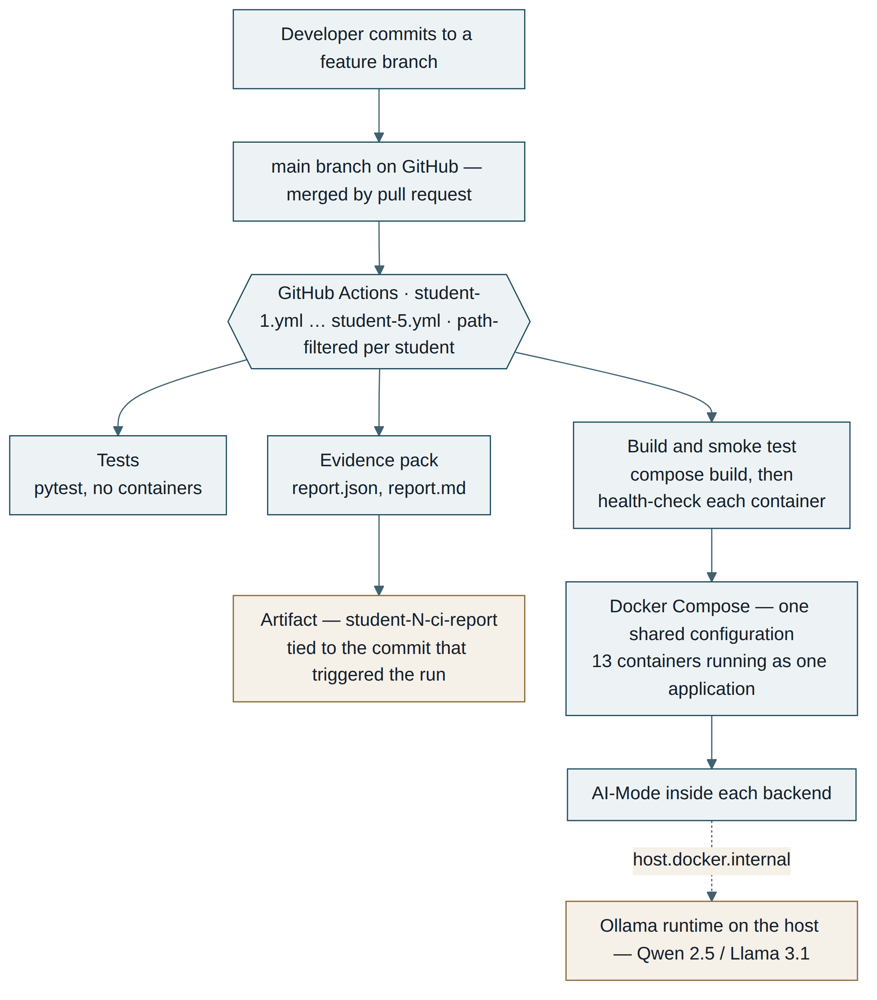 Developer commits to a
feature branch
main branch on GitHub —
merged by pull request
GitHub Actions · student-
1.yml … student-5.yml · path-
filtered per student
Tests
pytest, no containers
Evidence pack
report.json, report.md
Build and smoke test
compose build, then
health-check each container
Artifact — student-N-ci-report
tied to the commit that
triggered the run
Docker Compose — one
shared configuration
13 containers running as one
application
AI-Mode inside each backend
host.docker.internal
Ollama runtime on the host
— Qwen 2.5 / Llama 3.1